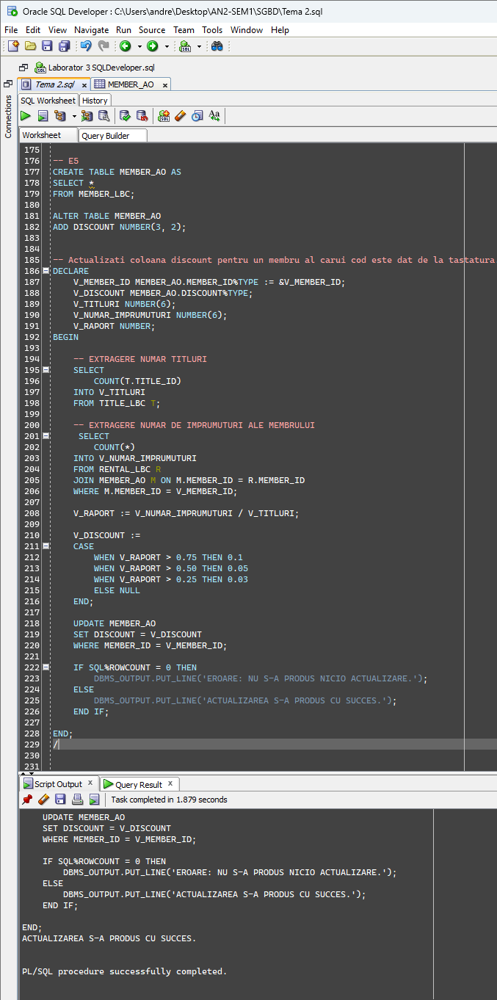 Oracle SQL Developer : C:\Users\andre\Desktop\AN2-SEM1\SGBD\Tema 2.sql
File Edit View Navigate Run Source Team Tools Window Help
Laborator 3 SQLDeveloper.sql
Tema 2.sql x MEMBER_AO x
Connections
SQL Worksheet History
Aa
Worksheet Query Builder
175
176 -- E5
177 CREATE TABLE MEMBER_AO AS
178 SELECT *
179 FROM MEMBER_LBC;
180
181 ALTER TABLE MEMBER_AO
182 ADD DISCOUNT NUMBER(3, 2);
183
184
185 -- Actualizati coloana discount pentru un membru al carui cod este dat de la tastatura
186 DECLARE
187     V_MEMBER_ID MEMBER_AO.MEMBER_ID%TYPE := &V_MEMBER_ID;
188     V_DISCOUNT MEMBER_AO.DISCOUNT%TYPE;
189     V_TITLURI NUMBER(6);
190     V_NUMAR_IMPRUMUTURI NUMBER(6);
191     V_RAPORT NUMBER;
192 BEGIN
193
194     -- EXTRAGERE NUMAR TITLURI
195     SELECT
196         COUNT(T.TITLE_ID)
197     INTO V_TITLURI
198     FROM TITLE_LBC T;
199
200     -- EXTRAGERE NUMAR DE IMPRUMUTURI ALE MEMBRULUI
201      SELECT
202         COUNT(*)
203     INTO V_NUMAR_IMPRUMUTURI
204     FROM RENTAL_LBC R
205     JOIN MEMBER_AO M ON M.MEMBER_ID = R.MEMBER_ID
206     WHERE M.MEMBER_ID = V_MEMBER_ID;
207
208     V_RAPORT := V_NUMAR_IMPRUMUTURI / V_TITLURI;
209
210     V_DISCOUNT :=
211     CASE
212         WHEN V_RAPORT > 0.75 THEN 0.1
213         WHEN V_RAPORT > 0.50 THEN 0.05
214         WHEN V_RAPORT > 0.25 THEN 0.03
215         ELSE NULL
216     END;
217
218     UPDATE MEMBER_AO
219     SET DISCOUNT = V_DISCOUNT
220     WHERE MEMBER_ID = V_MEMBER_ID;
221
222     IF SQL%ROWCOUNT = 0 THEN
223         DBMS_OUTPUT.PUT_LINE('EROARE: NU S-A PRODUS NICIO ACTUALIZARE.');
224     ELSE
225         DBMS_OUTPUT.PUT_LINE('ACTUALIZAREA S-A PRODUS CU SUCCES.');
226     END IF;
227
228 END;
229 /
230
231
Script Output x Query Result x
Task completed in 1.879 seconds
    UPDATE MEMBER_AO
    SET DISCOUNT = V_DISCOUNT
    WHERE MEMBER_ID = V_MEMBER_ID;
    IF SQL%ROWCOUNT = 0 THEN
        DBMS_OUTPUT.PUT_LINE('EROARE: NU S-A PRODUS NICIO ACTUALIZARE.');
    ELSE
        DBMS_OUTPUT.PUT_LINE('ACTUALIZAREA S-A PRODUS CU SUCCES.');
    END IF;
END;
ACTUALIZAREA S-A PRODUS CU SUCCES.
PL/SQL procedure successfully completed.